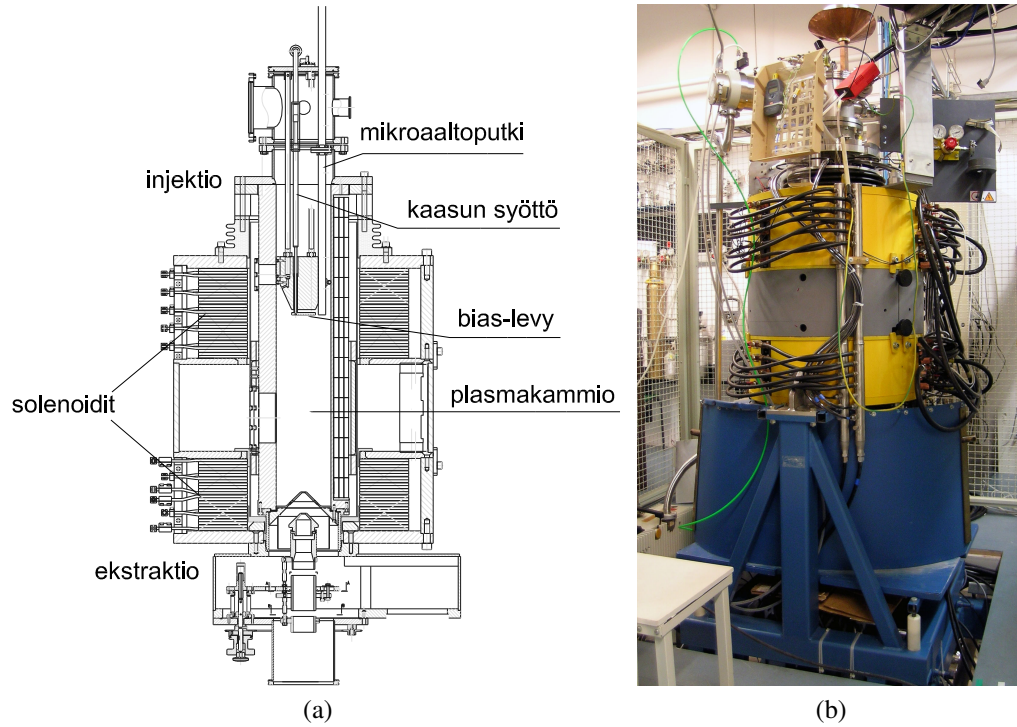 mikroaaltoputki
injektio
kaasun syöttö
bias-levy
plasmakammio
solenoidit
ekstraktio
(a)
(b)